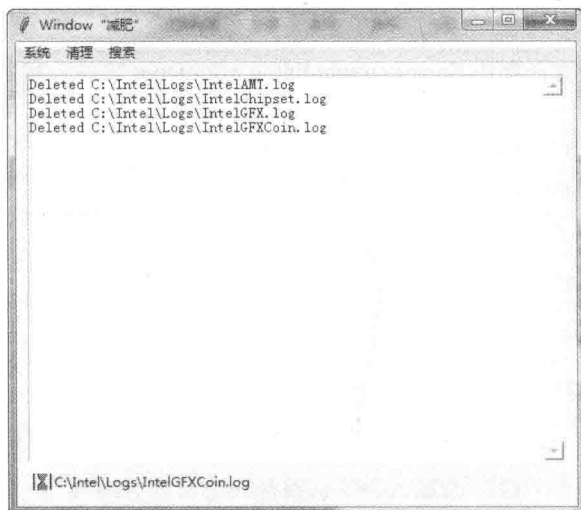 Window "减肥"
系统 清理 搜索
Deleted C:\Intel\Logs\IntelAMT.log
Deleted C:\Intel\Logs\IntelChipset.log
Deleted C:\Intel\Logs\IntelGFX.log
Deleted C:\Intel\Logs\IntelGFXCoin.log
C:\Intel\Logs\IntelGFXCoin.log